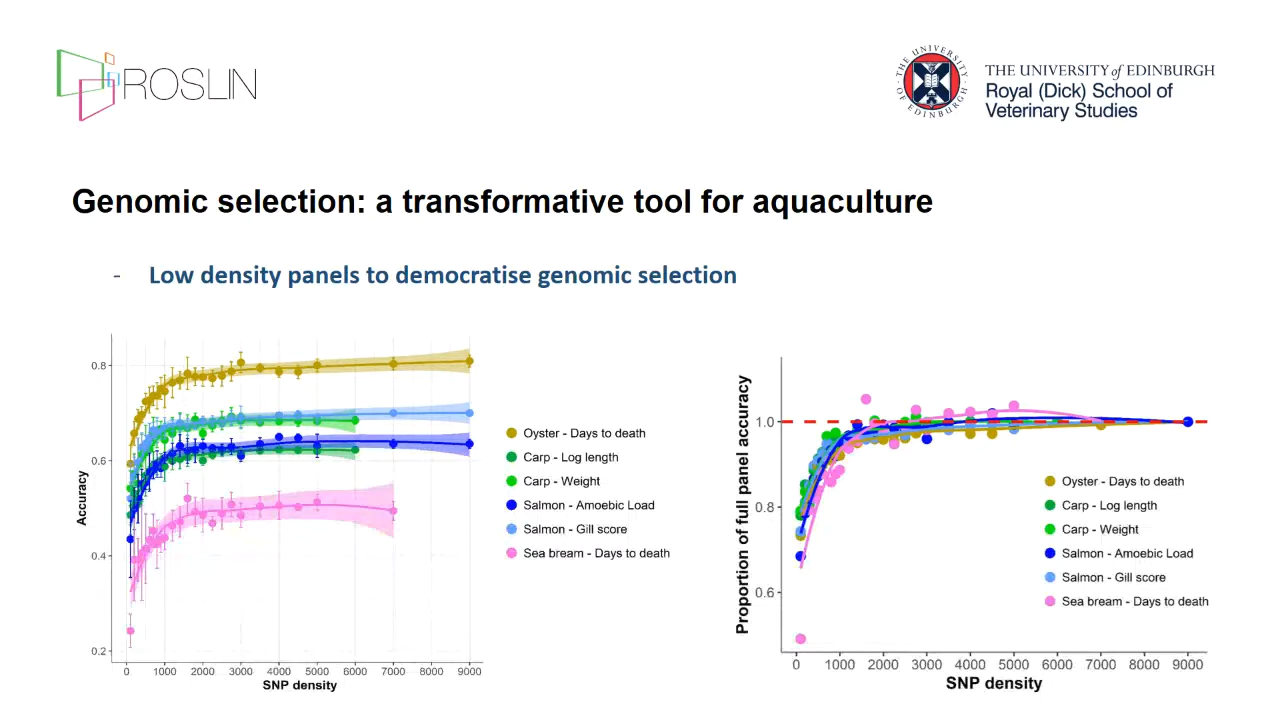 ROSLIN
THE UNIVERSITY OF EDINBURGH
THE UNIVERSITY of EDINBURGH
Royal (Dick) School of
Veterinary Studies
Genomic selection: a transformative tool for aquaculture
- Low density panels to democratise genomic selection
Accuracy
0.8
0.6
0.4
0.2
0 1000 2000 3000 4000 5000 6000 7000 8000 9000
SNP density
Oyster - Days to death
Carp - Log length
Carp - Weight
Salmon - Amoebic Load
Salmon - Gill score
Sea bream - Days to death
Proportion of full panel accuracy
1.0
0.8
0.6
0 1000 2000 3000 4000 5000 6000 7000 8000 9000
SNP density
Oyster - Days to death
Carp - Log length
Carp - Weight
Salmon - Amoebic Load
Salmon - Gill score
Sea bream - Days to death